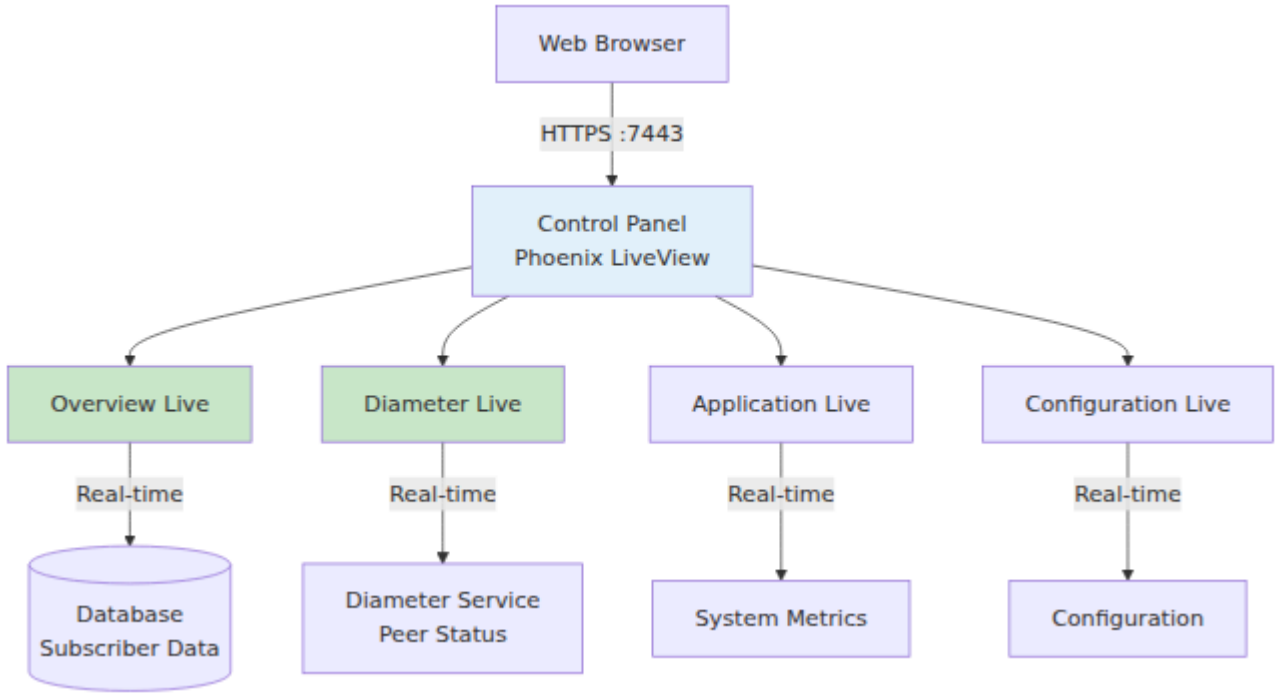 Web Browser
HTTPS :7443
Control Panel
Phoenix LiveView
Overview Live
Diameter Live
Application Live
Configuration Live
Real-time
Real-time
Real-time
Real-time
Database
Subscriber Data
Diameter Service
Peer Status
System Metrics
Configuration